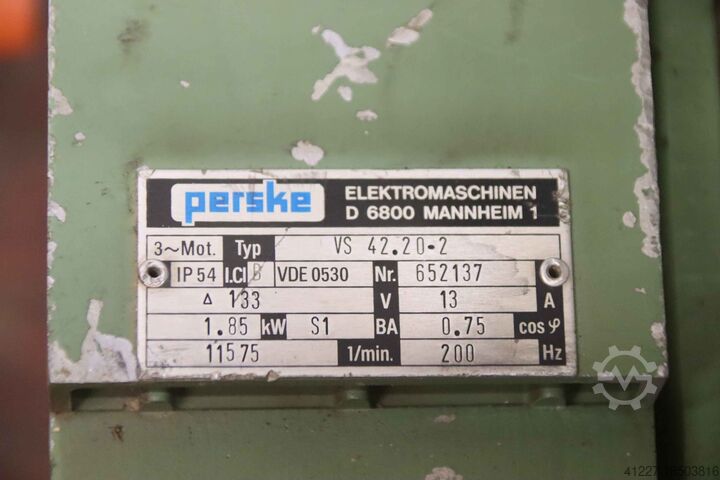 perske ELEKTROMASCHINEN
D 6800 MANNHEIM 1
3~Mot. Typ VS 42.20-2
IP 54 I.Cl B VDE 0530 Nr. 652137
Δ 133 V 13 A
1.85 kW S1 BA 0.75 cos φ
11575 1/min. 200 Hz